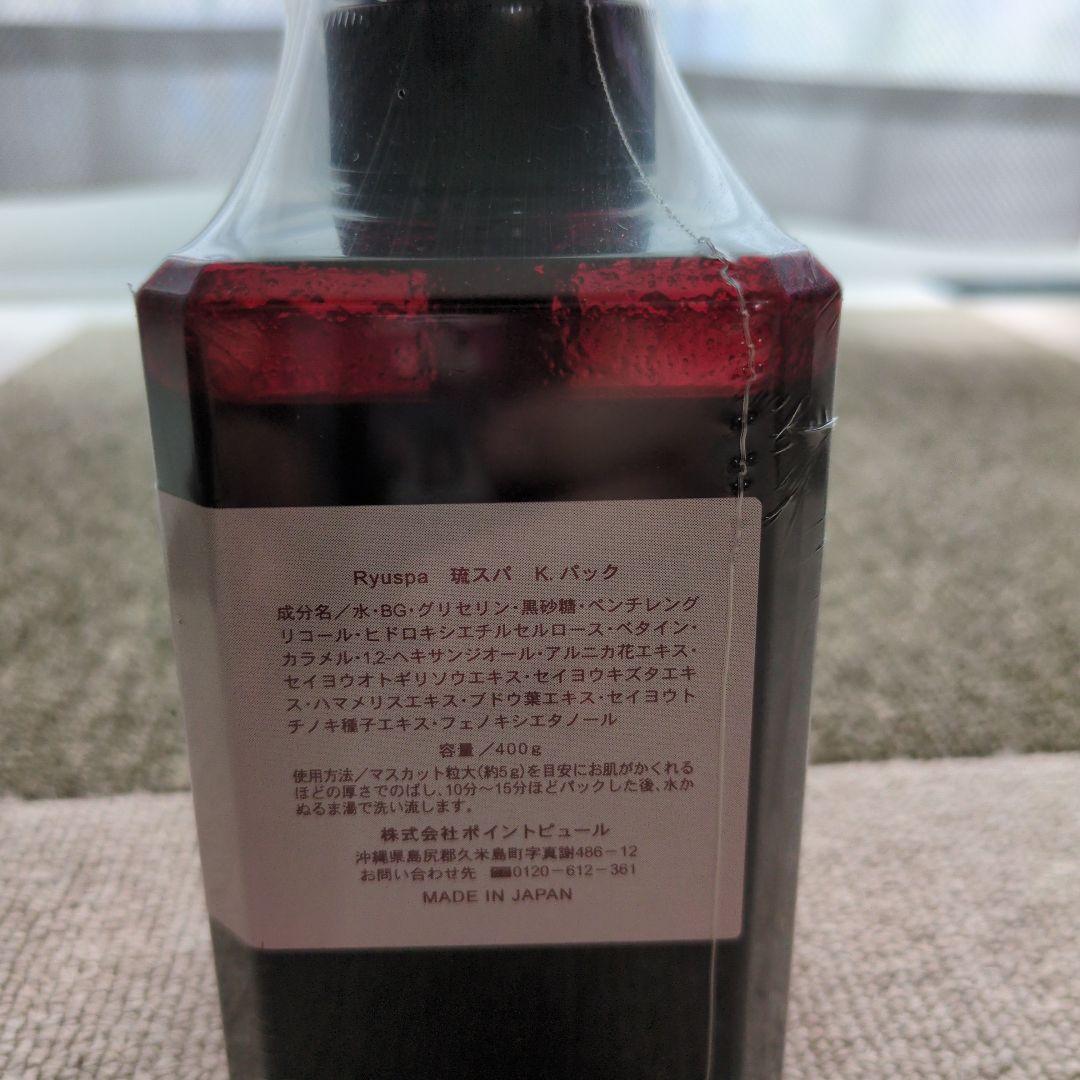 Ryuspa 琉スパ K.パック
成分名／水・BG・グリセリン・黒砂糖・ペンチレング
リコール・ヒドロキシエチルセルロース・ベタイン・
カラメル・1,2-ヘキサンジオール・アルニカ花エキス・
セイヨウオトギリソウエキス・セイヨウキズタエキ
ス・ハマメリスエキス・ブドウ葉エキス・セイヨウト
チノキ種子エキス・フェノキシエタノール
容量／400g
使用方法／マスカット粒大(約5g)を目安にお肌がかくれる
ほどの厚さでのばし、10分～15分ほどパックした後、水か
ぬるま湯で洗い流します。
株式会社ポイントピュール
沖縄県島尻郡久米島町字真謝486－12
お問い合わせ先 0120－612－361
MADE IN JAPAN